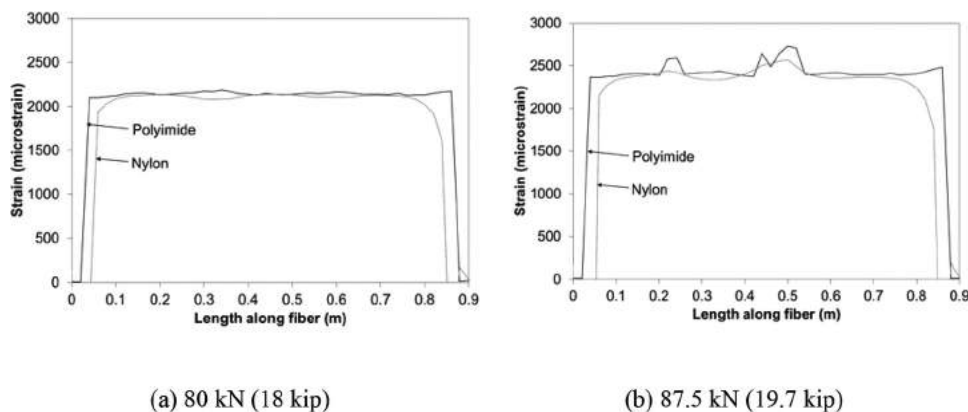 3000
2500
2000
1500
1000
500
0
Strain (microstrain)
Polyimide
Nylon
0 0.1 0.2 0.3 0.4 0.5 0.6 0.7 0.8 0.9
Length along fiber (m)
(a) 80 kN (18 kip)
3000
2500
2000
1500
1000
500
0
Strain (microstrain)
Polyimide
Nylon
0 0.1 0.2 0.3 0.4 0.5 0.6 0.7 0.8 0.9
Length along fiber (m)
(b) 87.5 kN (19.7 kip)